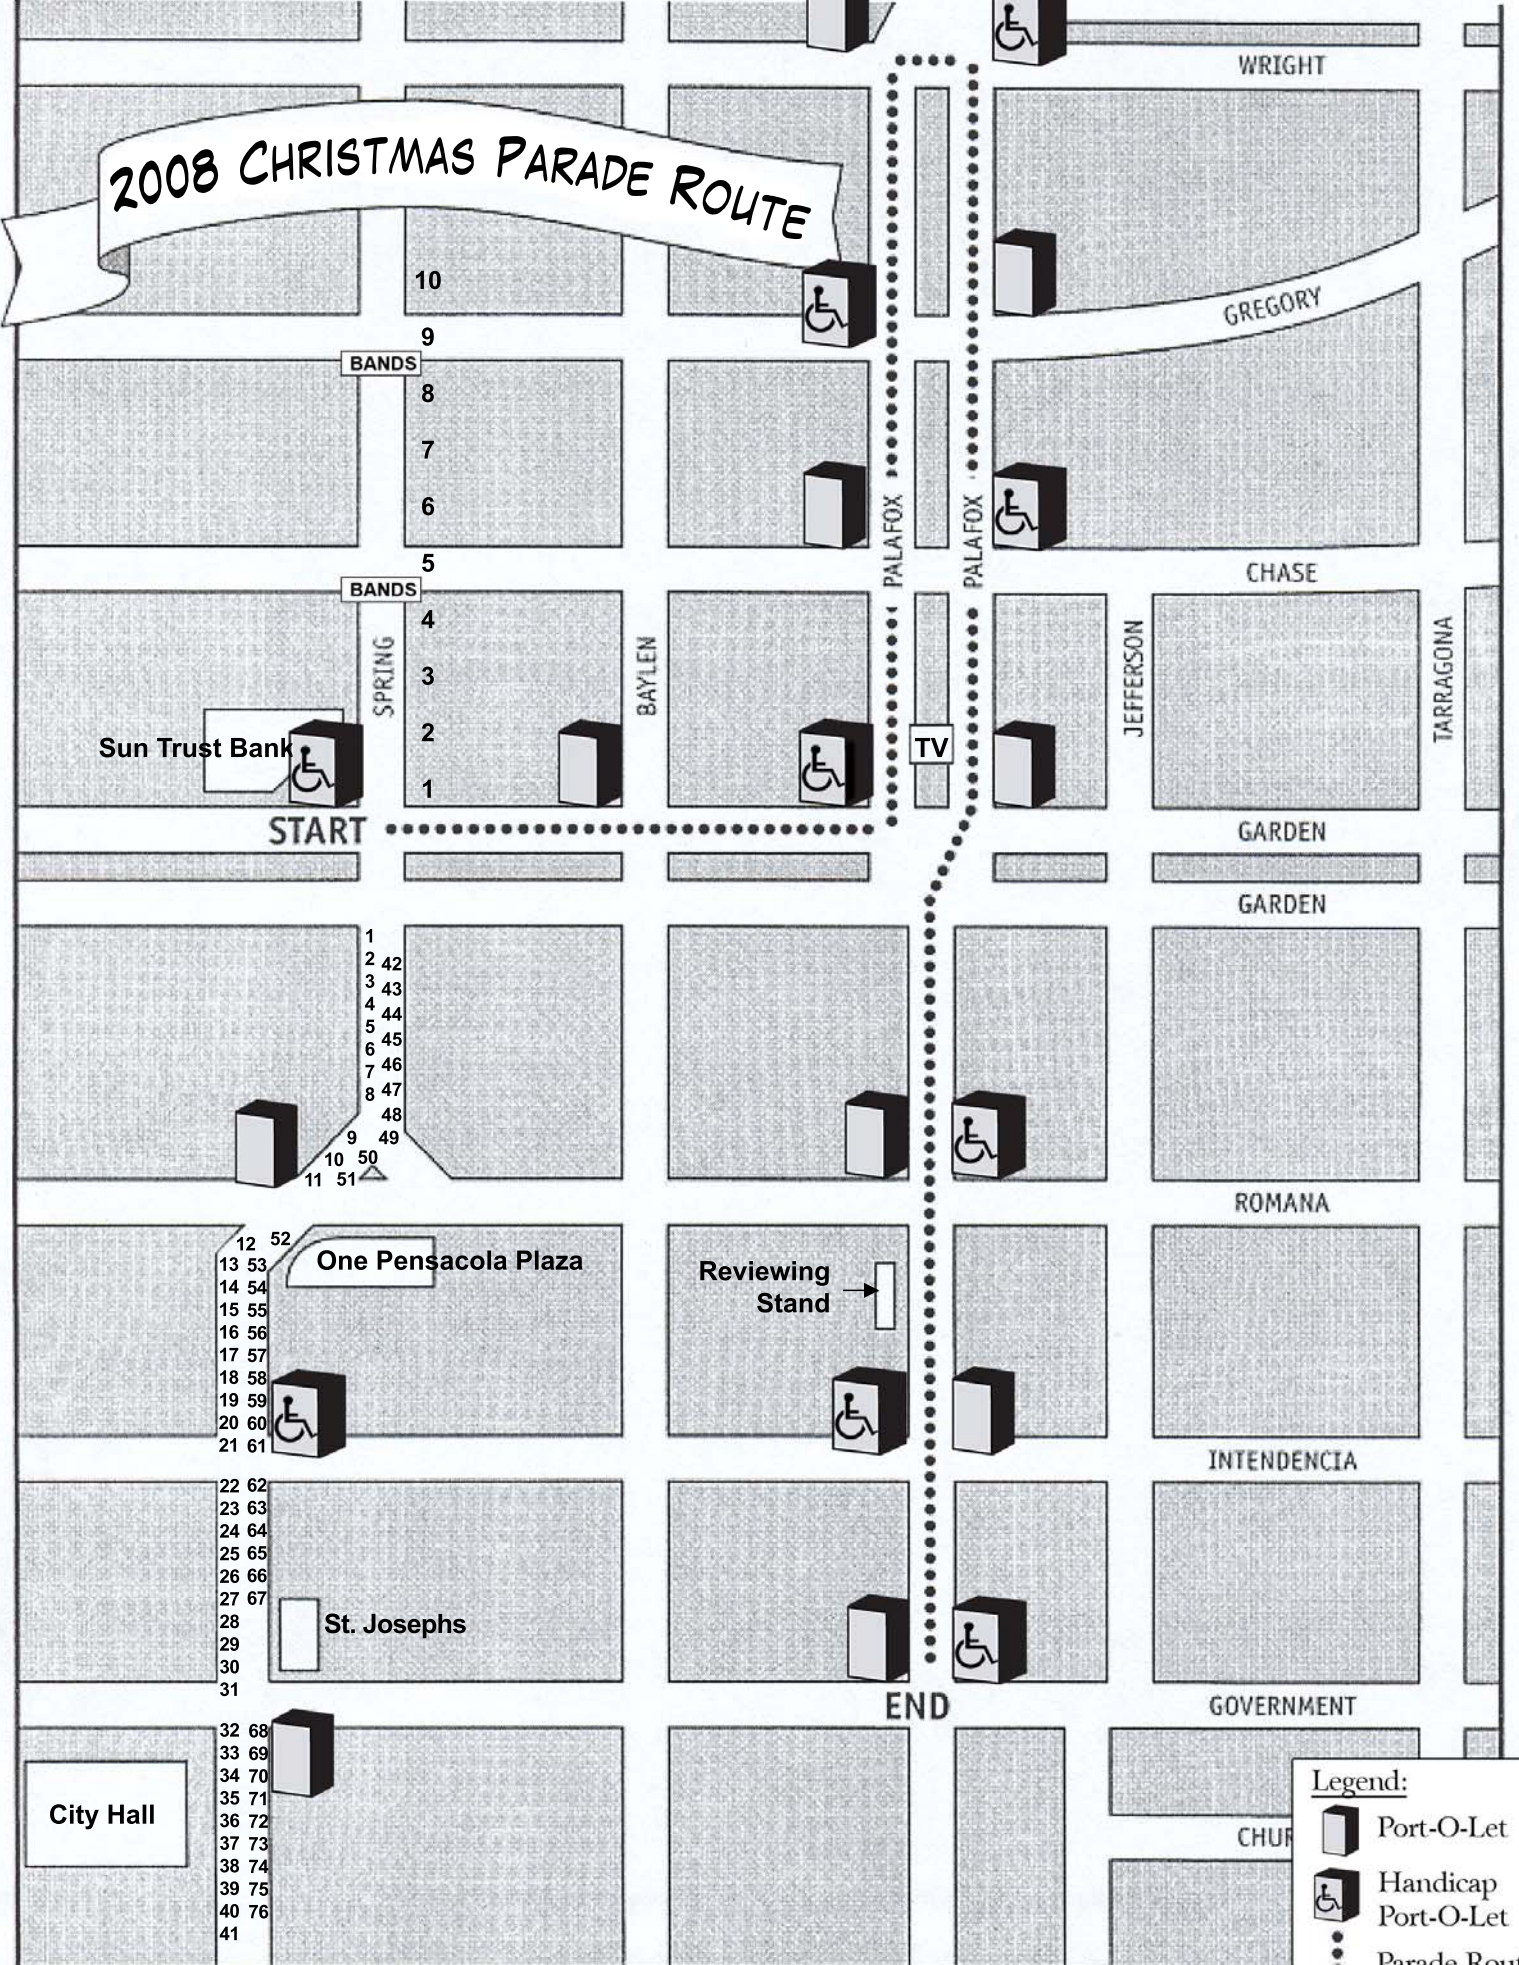 WRIGHT
2008 CHRISTMAS PARADE ROUTE
GREGORY
10
9
BANDS
8
7
6
5
PALAFOX
PALAFOX
CHASE
BANDS
4
3
2
1
SPRING
BAYLEN
JEFFERSON
TARRAGONA
Sun Trust Bank
TV
START
GARDEN
GARDEN
1
2 42
3 43
4 44
5 45
6 46
7 47
8 48
9 49
10 50
11 51
ROMANA
12 52
13 53
One Pensacola Plaza
14 54
15 55
16 56
17 57
18 58
19 59
20 60
21 61
Reviewing
Stand
INTENDENCIA
22 62
23 63
24 64
25 65
26 66
27 67
28
29
30
31
St. Josephs
END
GOVERNMENT
32 68
33 69
34 70
35 71
36 72
37 73
38 74
39 75
40 76
41
City Hall
CHUR
Legend:
Port-O-Let
Handicap
Port-O-Let
Parade Rout